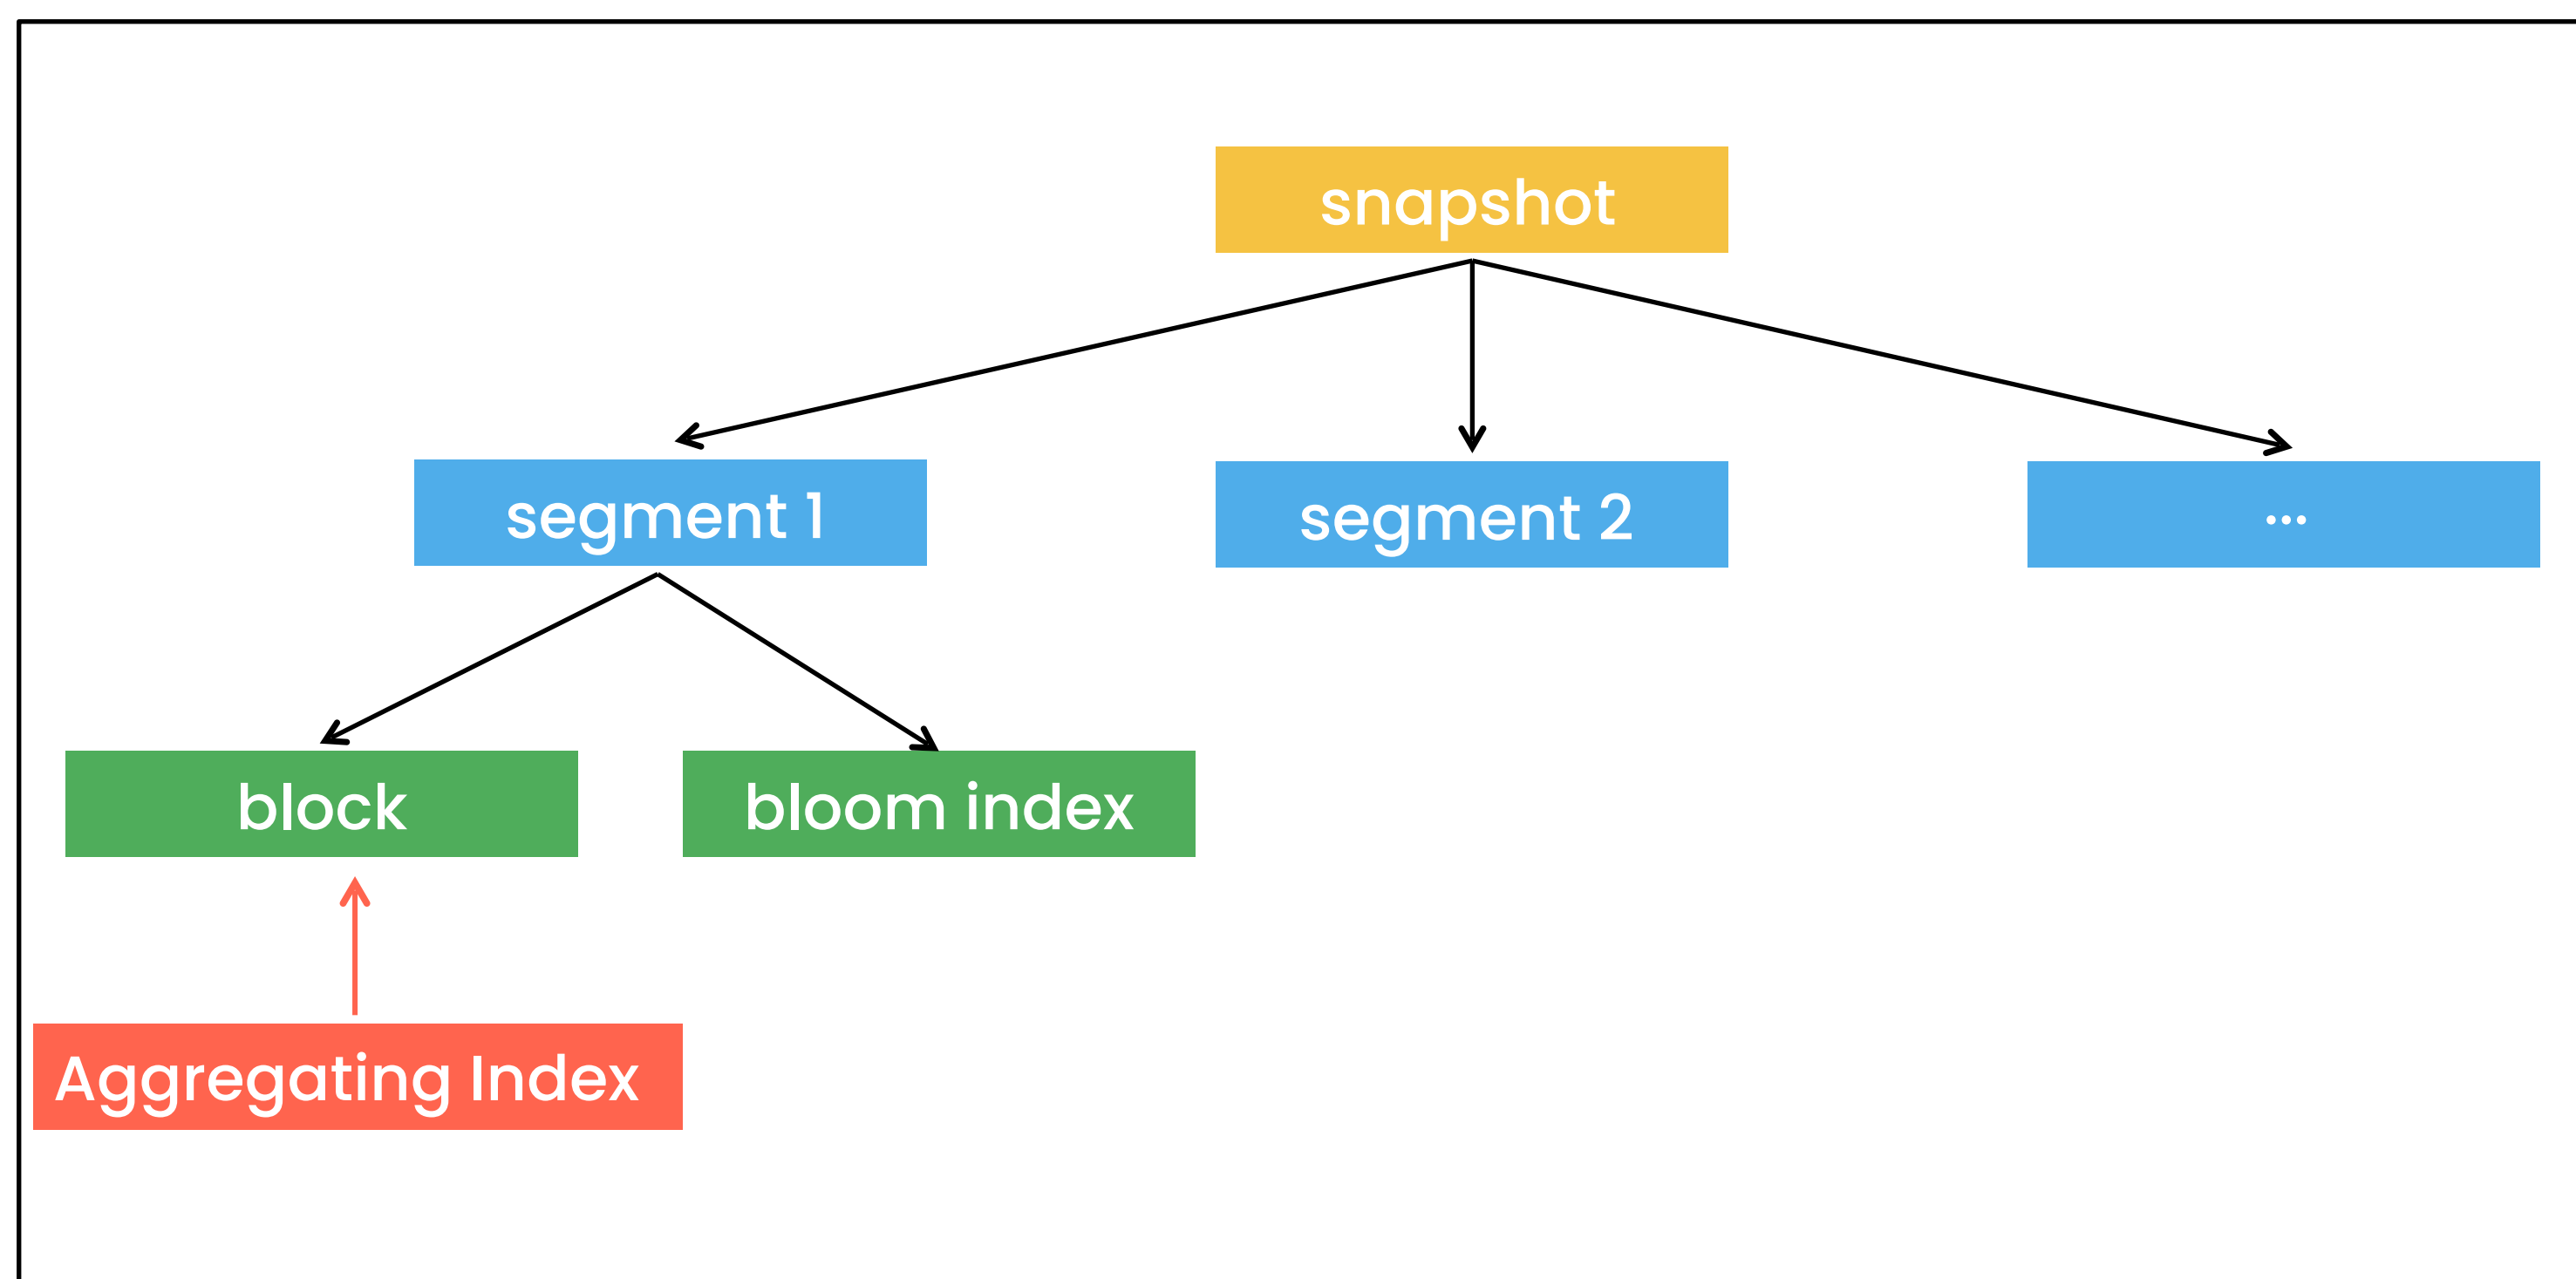 snapshot
segment 1
segment 2
...
block
bloom index
Aggregating Index